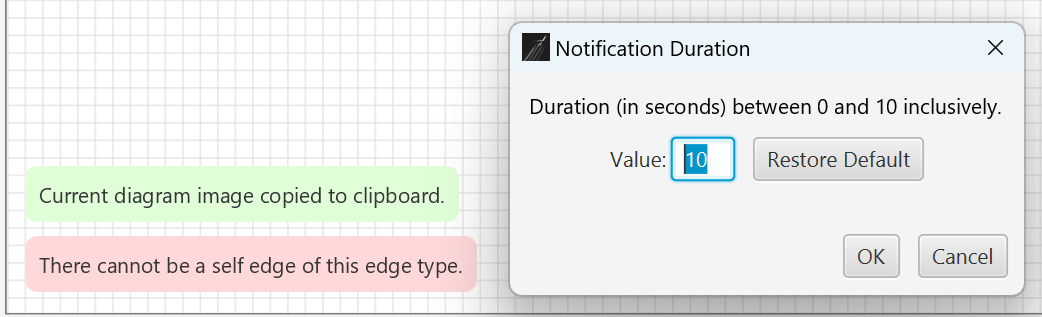 Notification Duration
Duration (in seconds) between 0 and 10 inclusively.
Value: 10 Restore Default
Current diagram image copied to clipboard.
There cannot be a self edge of this edge type.
OK Cancel